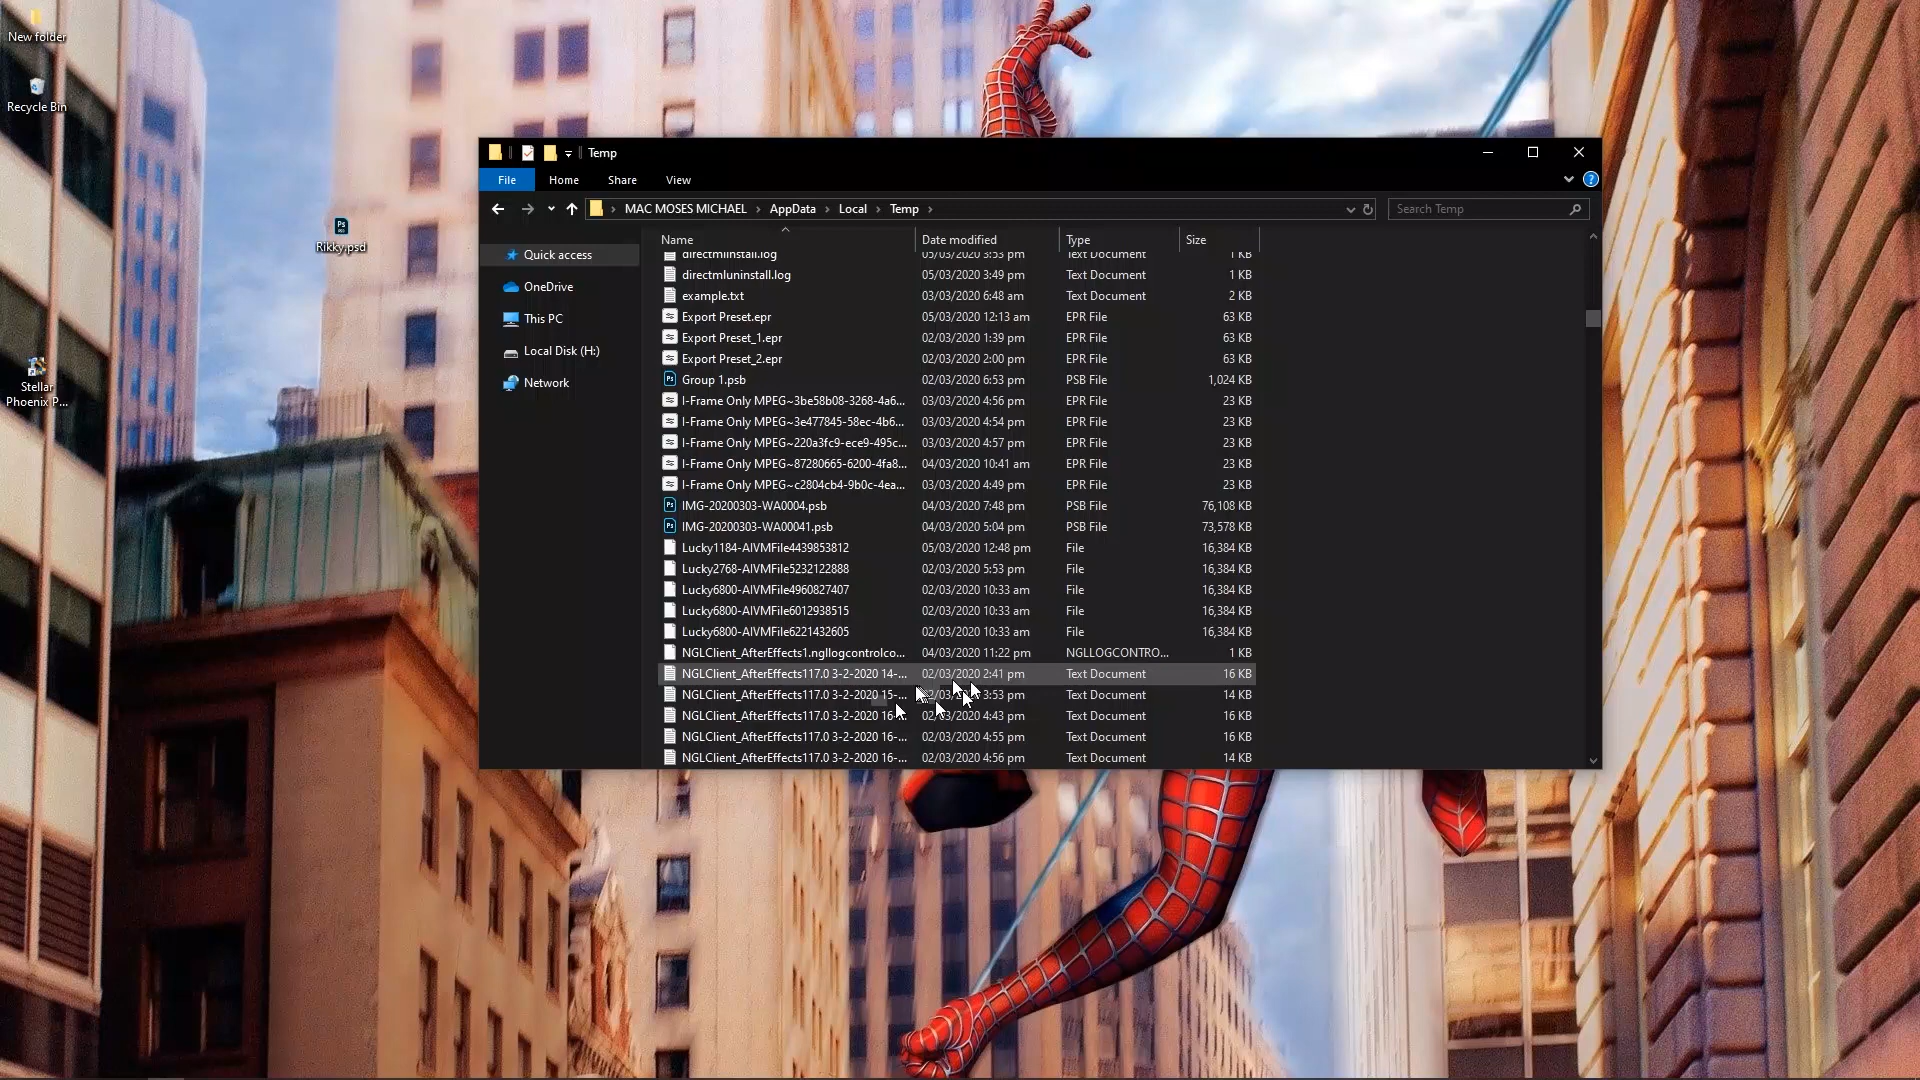 New folder
Recycle Bin
Rikky.psd
Stellar
Phoenix P...
Temp
File Home Share View
MAC MOSES MICHAEL AppData Local Temp Search Temp
Quick access
OneDrive
This PC
Local Disk (H:)
Network
Name Date modified Type Size
directmlinstall.log 05/03/2020 3:53 pm Text Document 1 KB
directmluninstall.log 05/03/2020 3:49 pm Text Document 1 KB
example.txt 03/03/2020 6:48 am Text Document 2 KB
Export Preset.epr 05/03/2020 12:13 am EPR File 63 KB
Export Preset_1.epr 02/03/2020 1:39 pm EPR File 63 KB
Export Preset_2.epr 02/03/2020 2:00 pm EPR File 63 KB
Group 1.psb 02/03/2020 6:53 pm PSB File 1,024 KB
I-Frame Only MPEG~3be58b08-3268-4a6... 03/03/2020 4:56 pm EPR File 23 KB
I-Frame Only MPEG~3e477845-58ec-4b6... 03/03/2020 4:54 pm EPR File 23 KB
I-Frame Only MPEG~220a3fc9-ece9-495c... 03/03/2020 4:57 pm EPR File 23 KB
I-Frame Only MPEG~87280665-6200-4fa8... 04/03/2020 10:41 am EPR File 23 KB
I-Frame Only MPEG~c2804cb4-9b0c-4ea... 03/03/2020 4:49 pm EPR File 23 KB
IMG-20200303-WA0004.psb 04/03/2020 7:48 pm PSB File 76,108 KB
IMG-20200303-WA00041.psb 04/03/2020 5:04 pm PSB File 73,578 KB
Lucky1184-AIVMFile4439853812 05/03/2020 12:48 pm File 16,384 KB
Lucky2768-AIVMFile5232122888 02/03/2020 5:53 pm File 16,384 KB
Lucky6800-AIVMFile4960827407 02/03/2020 10:33 am File 16,384 KB
Lucky6800-AIVMFile6012938515 02/03/2020 10:33 am File 16,384 KB
Lucky6800-AIVMFile6221432605 02/03/2020 10:33 am File 16,384 KB
NGLClient_AfterEffects1.ngllogcontrolco... 04/03/2020 11:22 pm NGLLOGCONTRO... 1 KB
NGLClient_AfterEffects117.0 3-2-2020 14-... 02/03/2020 2:41 pm Text Document 16 KB
NGLClient_AfterEffects117.0 3-2-2020 15-... 3:53 pm Text Document 14 KB
NGLClient_AfterEffects117.0 3-2-2020 16-... 02/03/2020 4:43 pm Text Document 16 KB
NGLClient_AfterEffects117.0 3-2-2020 16-... 02/03/2020 4:55 pm Text Document 16 KB
NGLClient_AfterEffects117.0 3-2-2020 16-... 02/03/2020 4:56 pm Text Document 14 KB